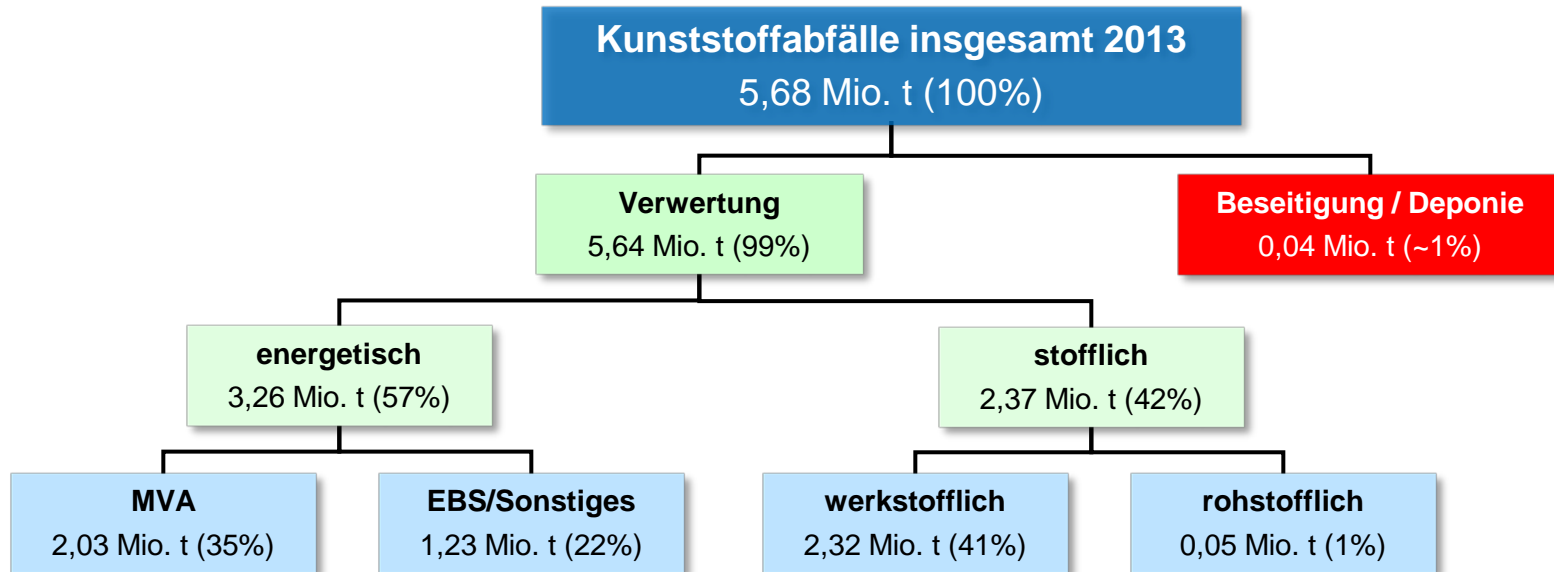 Kunststoffabfälle insgesamt 2013
5,68 Mio. t (100%)
Verwertung
5,64 Mio. t (99%)
Beseitigung / Deponie
0,04 Mio. t (~1%)
energetisch
3,26 Mio. t (57%)
stofflich
2,37 Mio. t (42%)
MVA
2,03 Mio. t (35%)
EBS/Sonstiges
1,23 Mio. t (22%)
werkstofflich
2,32 Mio. t (41%)
rohstofflich
0,05 Mio. t (1%)